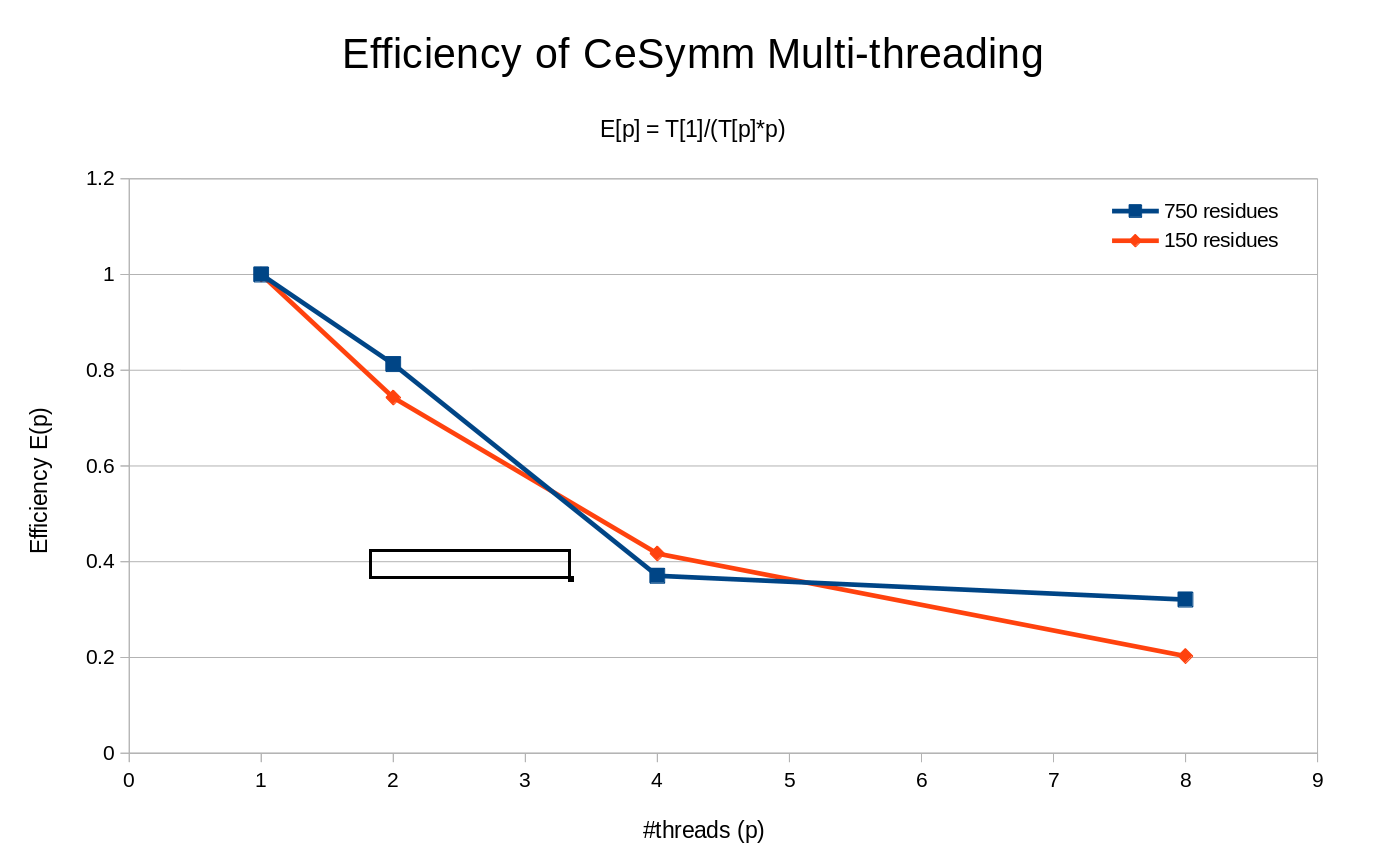 Efficiency of CeSymm Multi-threading
E[p] = T[1]/(T[p]*p)
750 residues
150 residues
Efficiency E(p)
1.2
1
0.8
0.6
0.4
0.2
0
0 1 2 3 4 5 6 7 8 9
#threads (p)